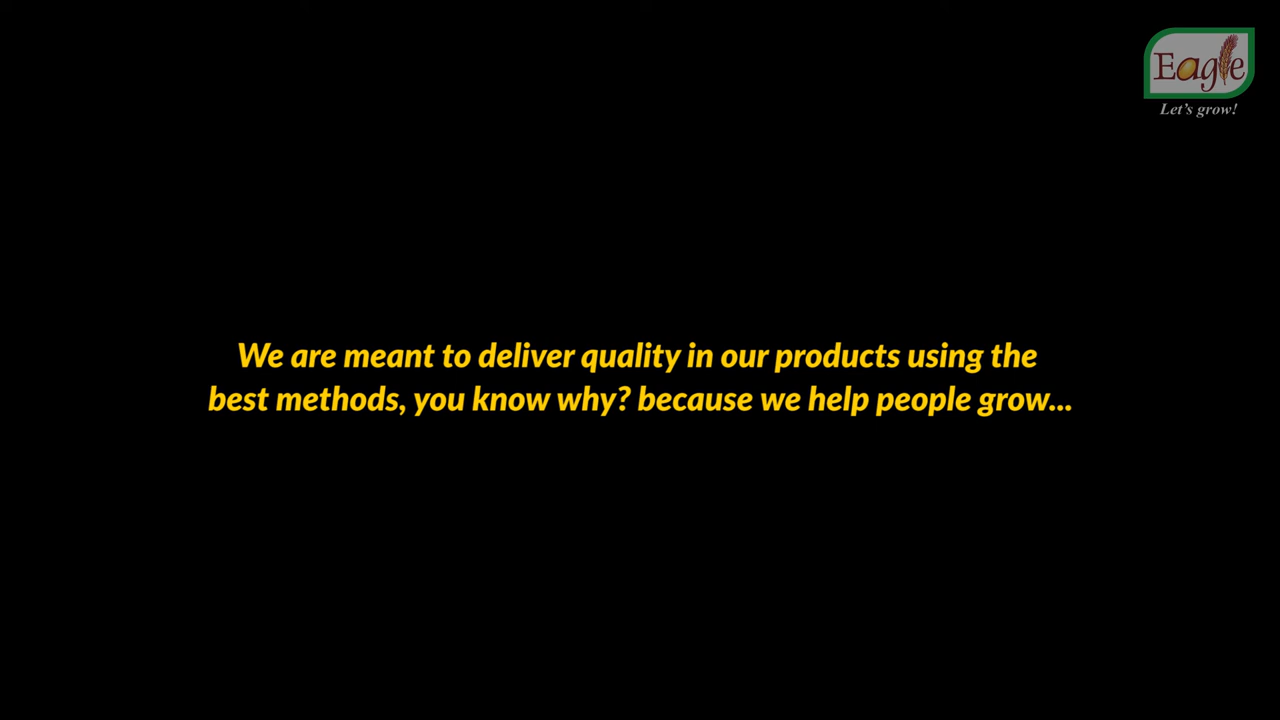 Eagle
Let's grow!
We are meant to deliver quality in our products using the
best methods, you know why? because we help people grow...